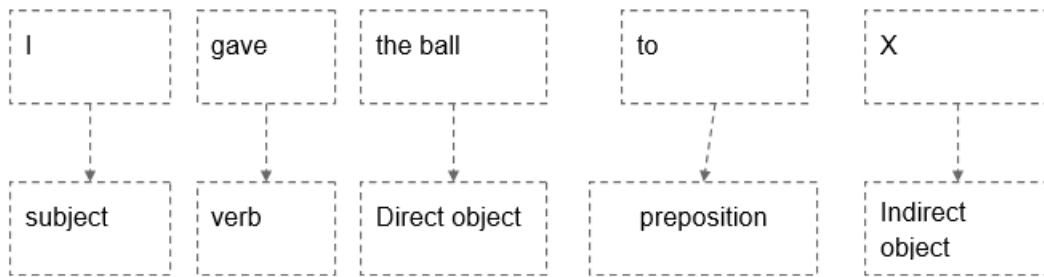 I gave the ball to X
subject verb Direct object preposition Indirect
object